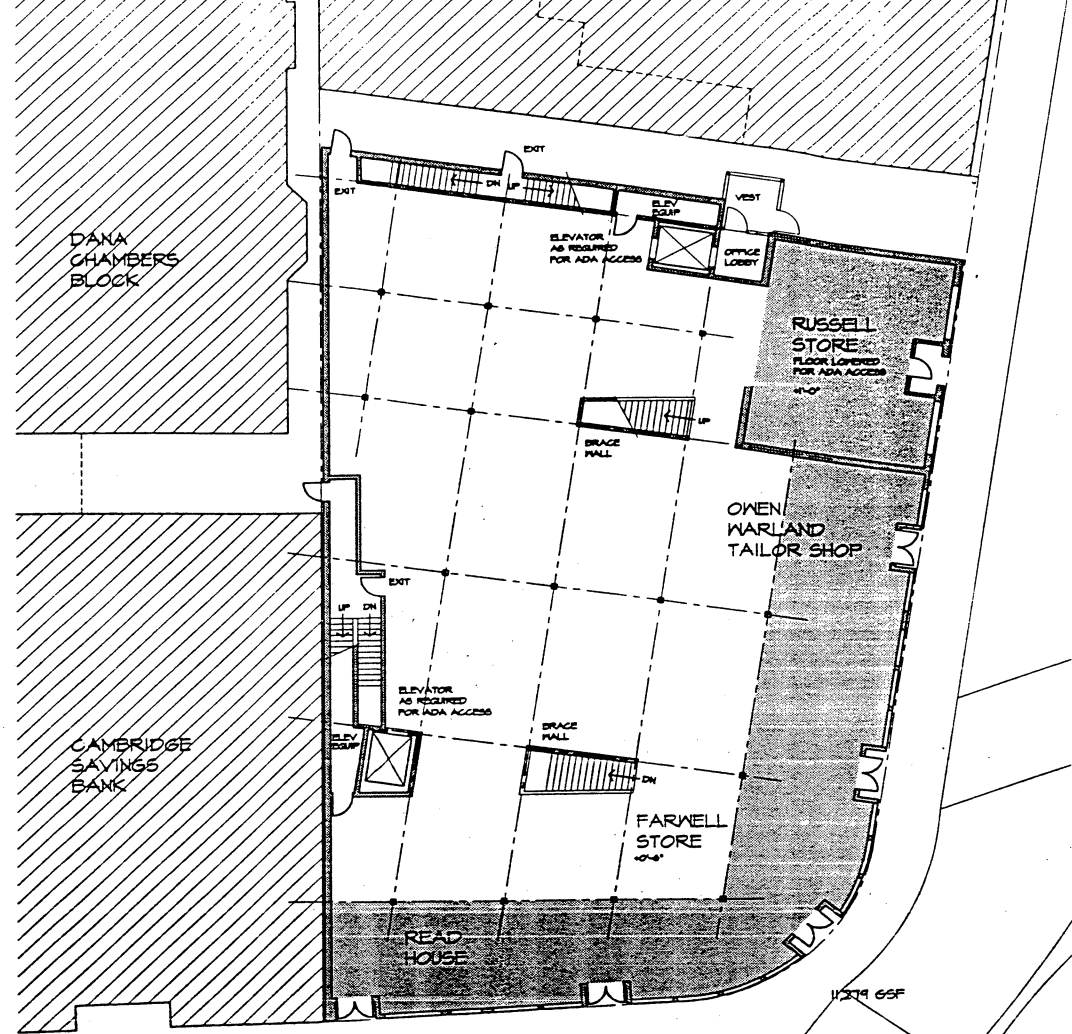 EXIT
DN UP
EXIT
ELEV
EQUIP
VEST
DANA
CHAMBERS
BLOCK
ELEVATOR
AS REQUIRED
FOR ADA ACCESS
OFFICE
LOBBY
RUSSELL
STORE
FLOOR LOWERED
FOR ADA ACCESS
UP
BRACE
WALL
OWEN
WARLAND
TAILOR SHOP
EXIT
UP DN
ELEVATOR
AS REQUIRED
FOR ADA ACCESS
BRACE
WALL
ELEV
EQUIP
CAMBRIDGE
SAVINGS
BANK
DN
FARWELL
STORE
READ
HOUSE
GSF